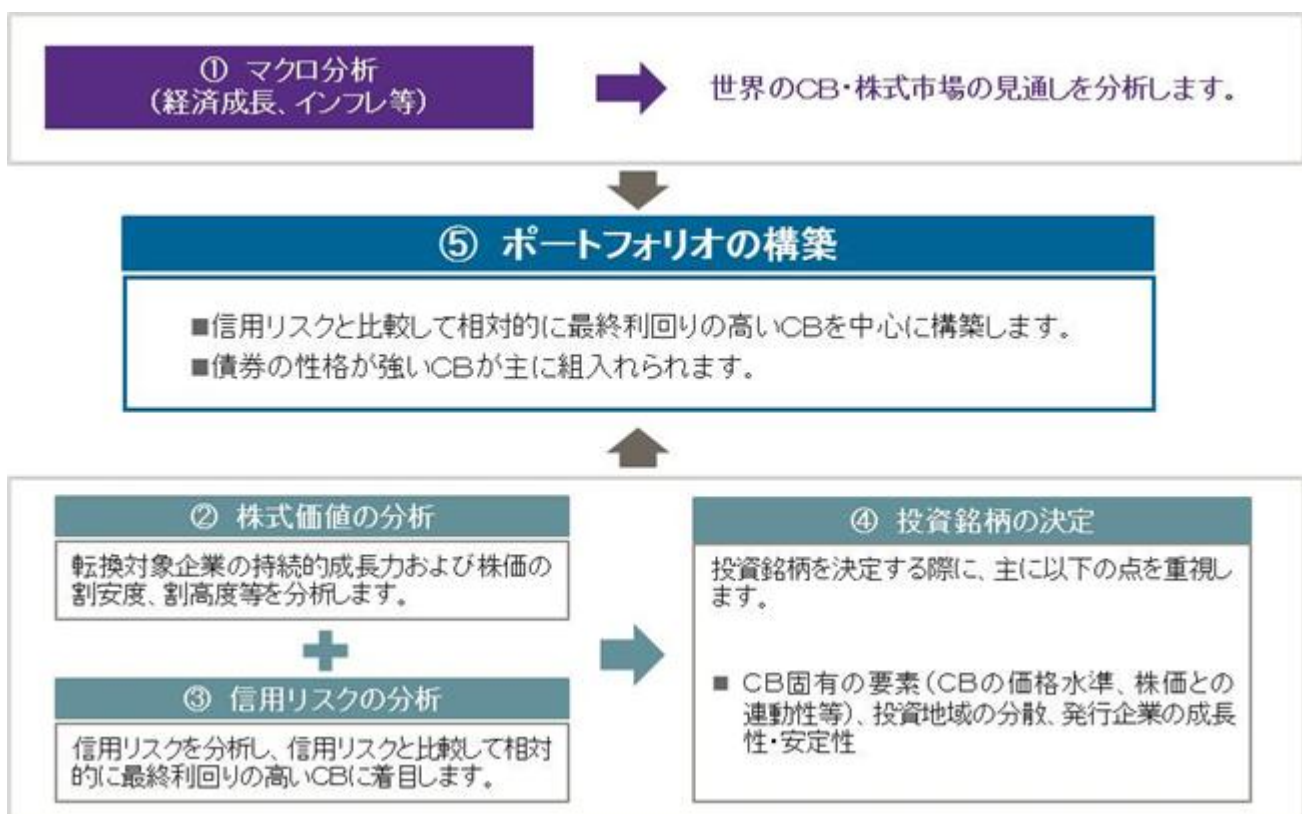 ① マクロ分析
(経済成長、インフレ等)
世界のCB・株式市場の見通しを分析します。
⑤ ポートフォリオの構築
■信用リスクと比較して相対的に最終利回りの高いCBを中心に構築します。
■債券の性格が強いCBが主に組入れられます。
② 株式価値の分析
転換対象企業の持続的成長力および株価の
割安度、割高度等を分析します。
③ 信用リスクの分析
信用リスクを分析し、信用リスクと比較して相対
的に最終利回りの高いCBに着目します。
④ 投資銘柄の決定
投資銘柄を決定する際に、主に以下の点を重視し
ます。
■ CB固有の要素(CBの価格水準、株価との
連動性等)、投資地域の分散、発行企業の成長
性・安定性